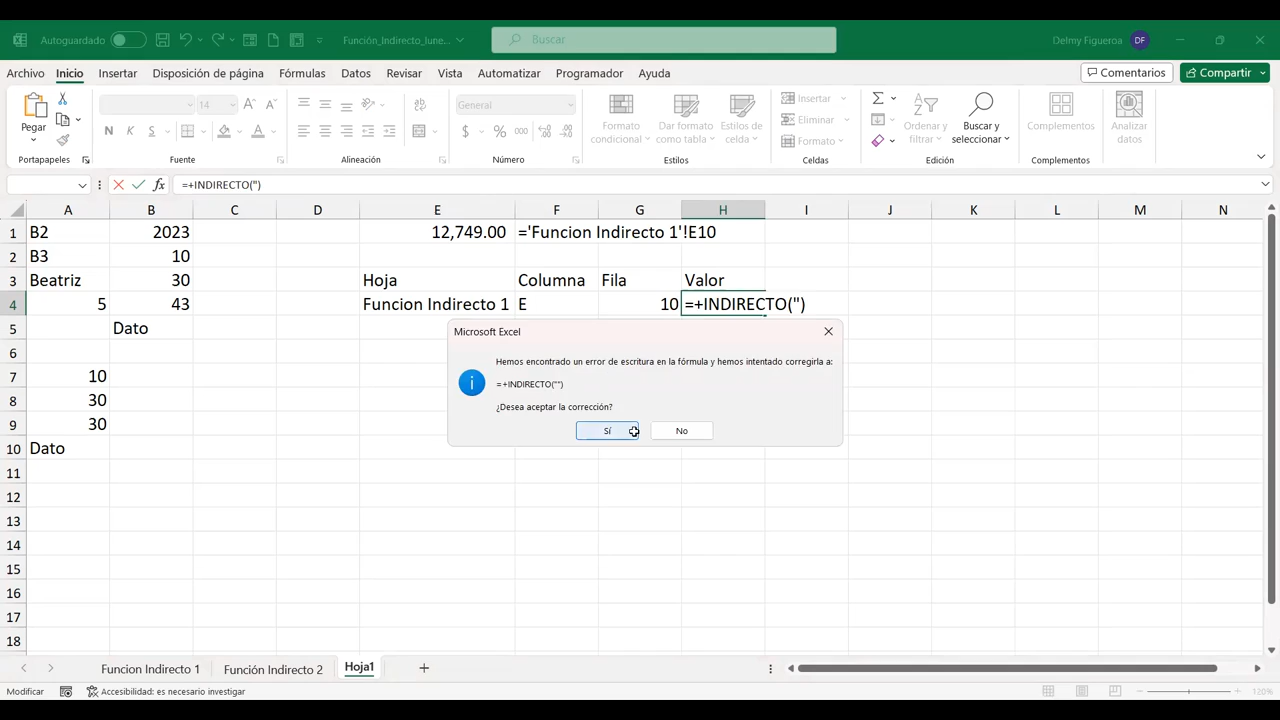 Autoguardado
Función_Indirecto_June...
Buscar
Delmy Figueroa DF
Archivo Inicio Insertar Disposición de página Fórmulas Datos Revisar Vista Automatizar Programador Ayuda
Comentarios Compartir
Pegar
14
General
N K S
$ % 000
Formato condicional
Dar formato como tabla
Estilos de celda
Insertar
Eliminar
Formato
Ordenar y filtrar
Buscar y seleccionar
Complementos
Analizar datos
Portapapeles Fuente Alineación Número Estilos Celdas Edición Complementos
fx =+INDIRECTO(")
A B C D E F G H I J K L M N
1 B2 2023 12,749.00 ='Funcion Indirecto 1'!E10
2 B3 10
3 Beatriz 30 Hoja Columna Fila Valor
4 5 43 Funcion Indirecto 1 E 10 =+INDIRECTO(")
5 Dato
6
7 10
8 30
9 30
10 Dato
11
12
13
14
15
16
17
18
Microsoft Excel
Hemos encontrado un error de escritura en la fórmula y hemos intentado corregirla a:
=+INDIRECTO("")
¿Desea aceptar la corrección?
Sí No
Funcion Indirecto 1 Función Indirecto 2 Hoja1
Modificar Accesibilidad: es necesario investigar 120%